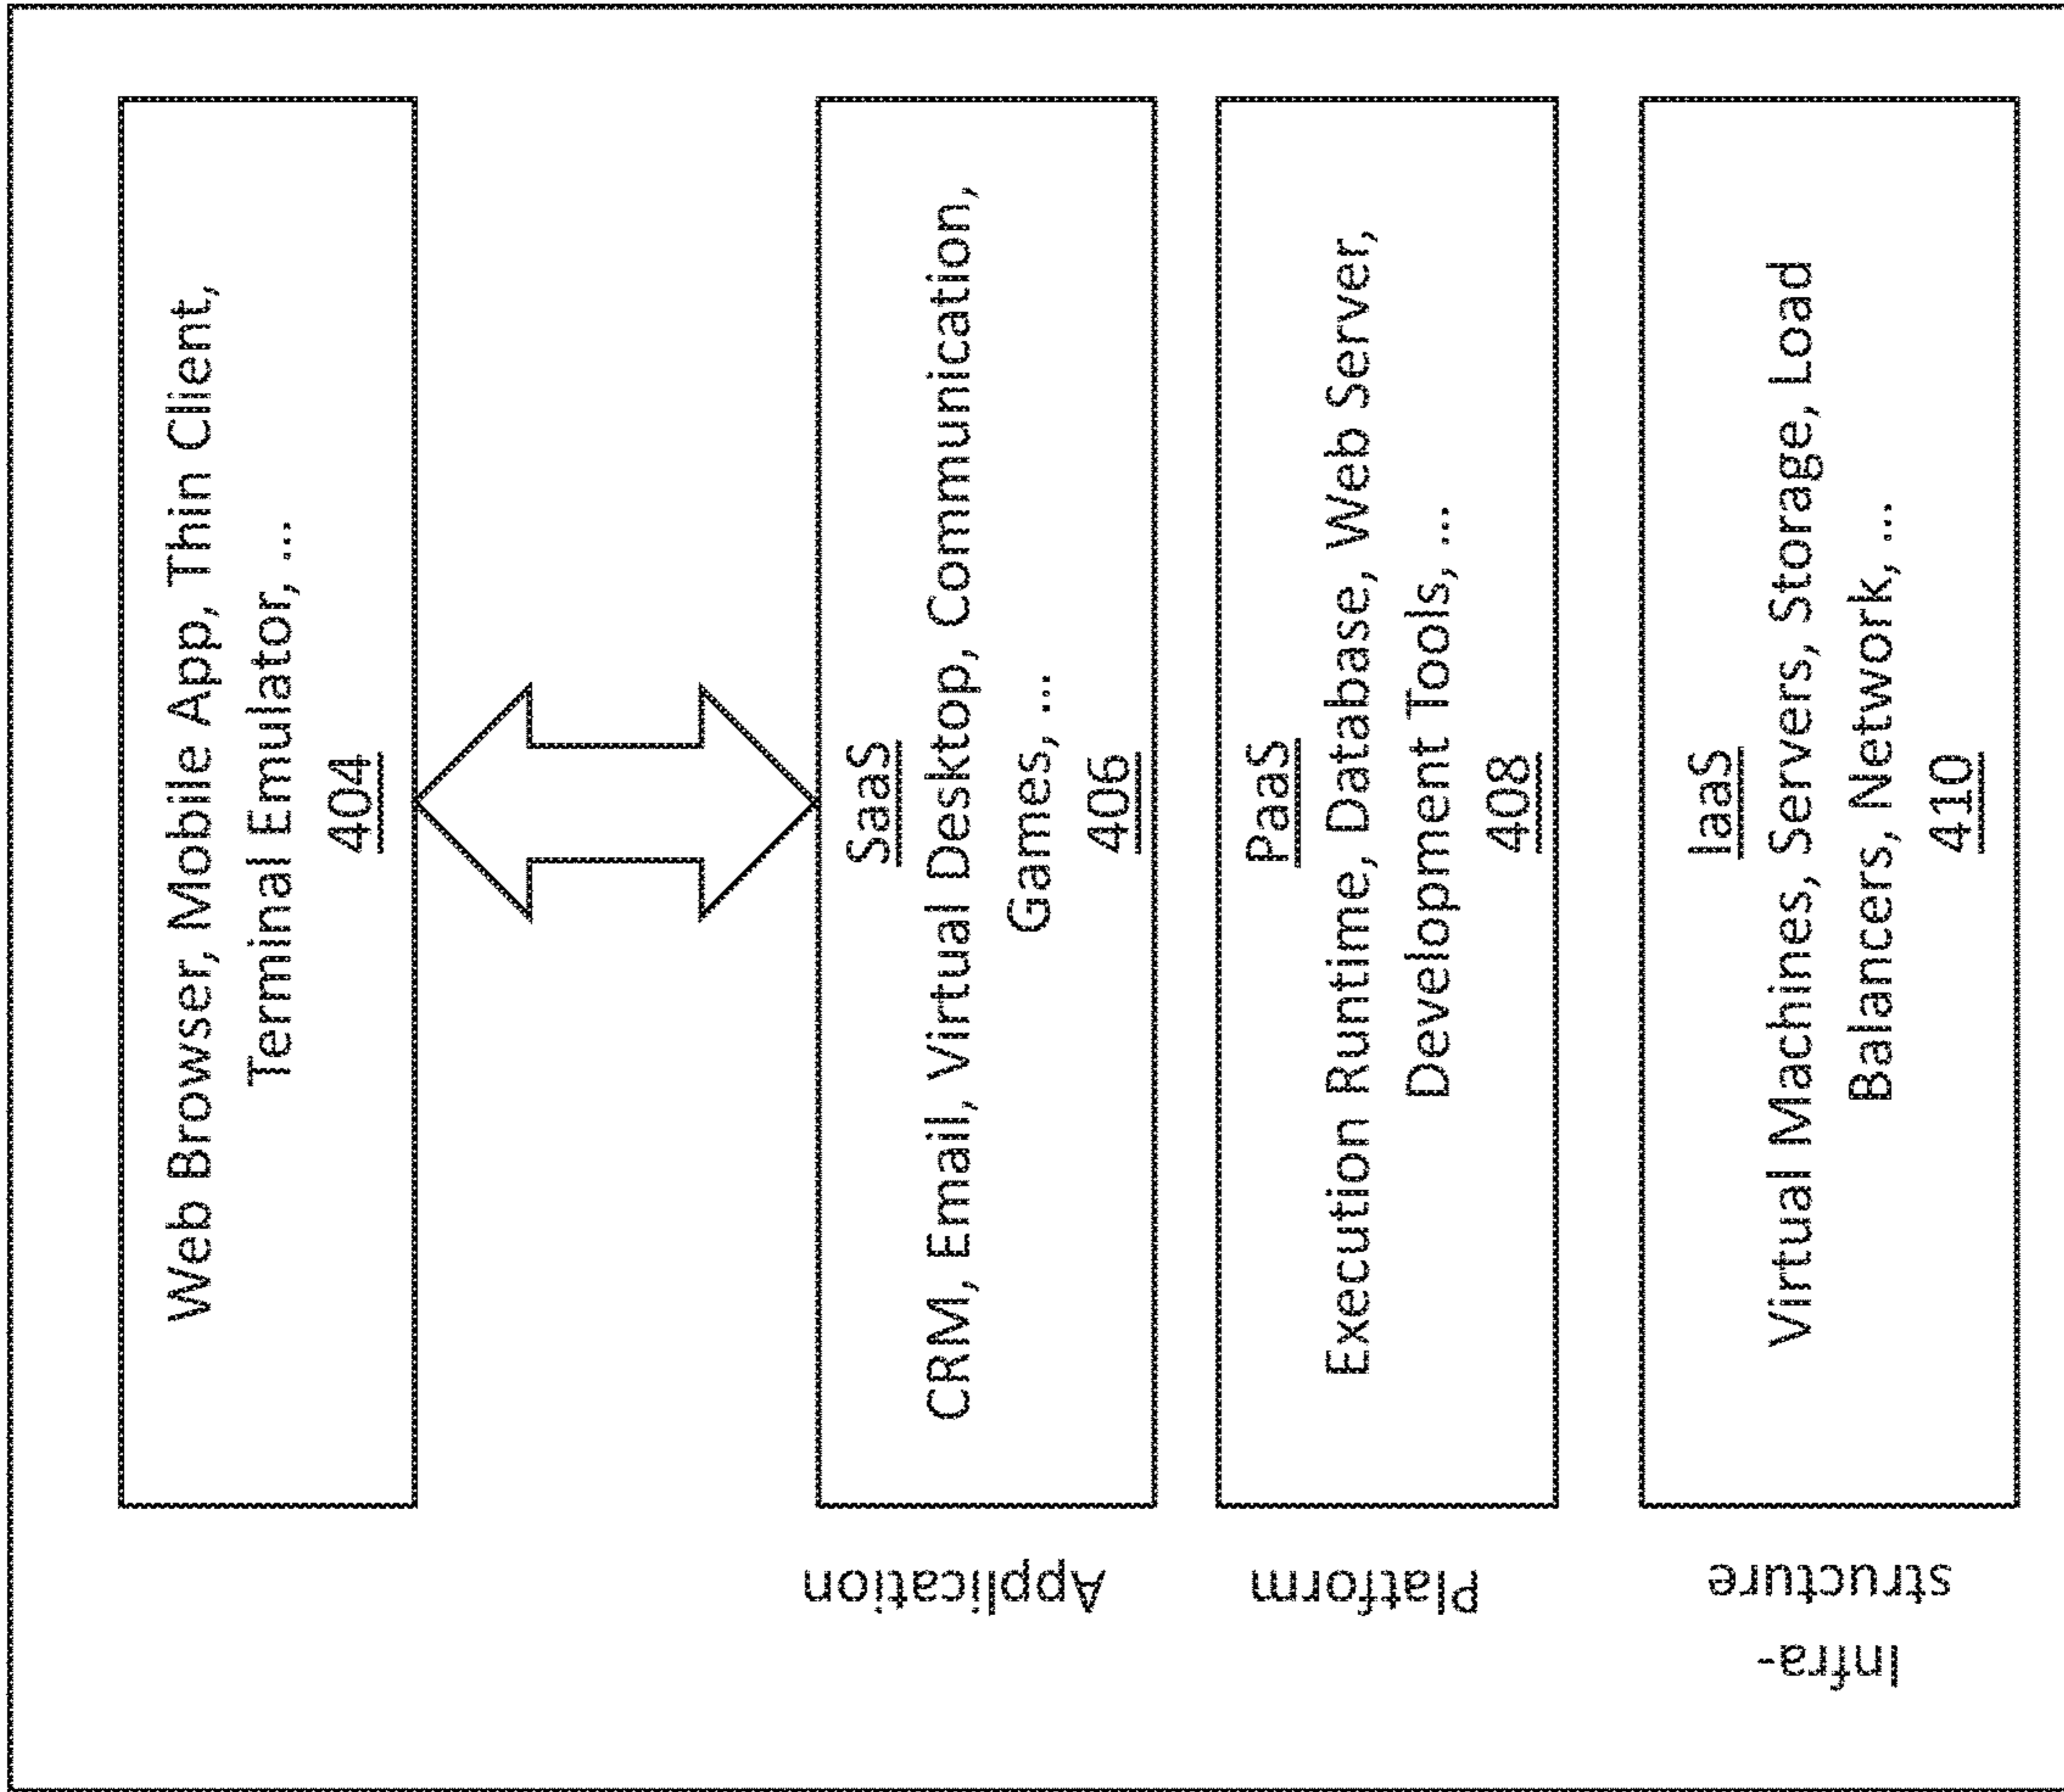 Web Browser, Mobile App, Thin Client,
Terminal Emulator, ...
404
Application
SaaS
CRM, Email, Virtual Desktop, Communication,
Games, ...
406
Platform
PaaS
Execution Runtime, Database, Web Server,
Development Tools, ...
408
Infra-
structure
IaaS
Virtual Machines, Servers, Storage, Load
Balancers, Network, ...
410